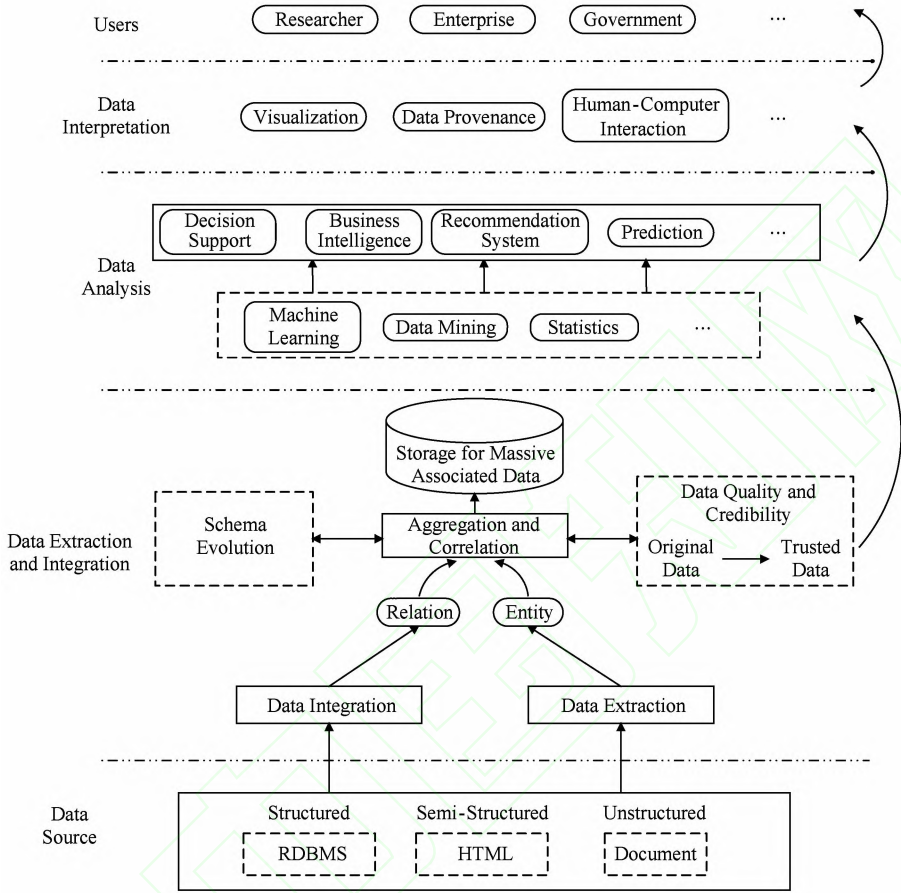 Users
Researcher
Enterprise
Government
...
Data
Interpretation
Visualization
Data Provenance
Human-Computer
Interaction
...
Data
Analysis
Decision
Support
Business
Intelligence
Recommendation
System
Prediction
...
Machine
Learning
Data Mining
Statistics
...
Data Extraction
and Integration
Storage for Massive
Associated Data
Schema
Evolution
Aggregation and
Correlation
Data Quality and
Credibility
Original
Data
Trusted
Data
Relation
Entity
Data Integration
Data Extraction
Data
Source
Structured
Semi-Structured
Unstructured
RDBMS
HTML
Document